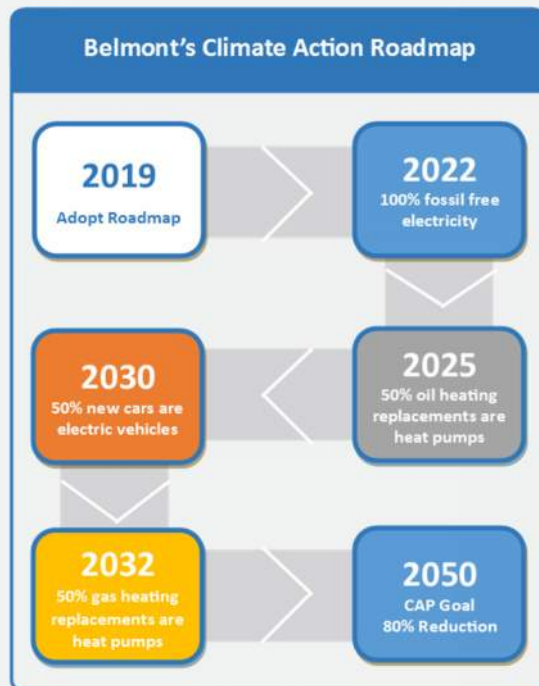 Belmont's Climate Action Roadmap
2019
Adopt Roadmap
2022
100% fossil free
electricity
2025
50% oil heating
replacements are
heat pumps
2030
50% new cars are
electric vehicles
2032
50% gas heating
replacements are
heat pumps
2050
CAP Goal
80% Reduction